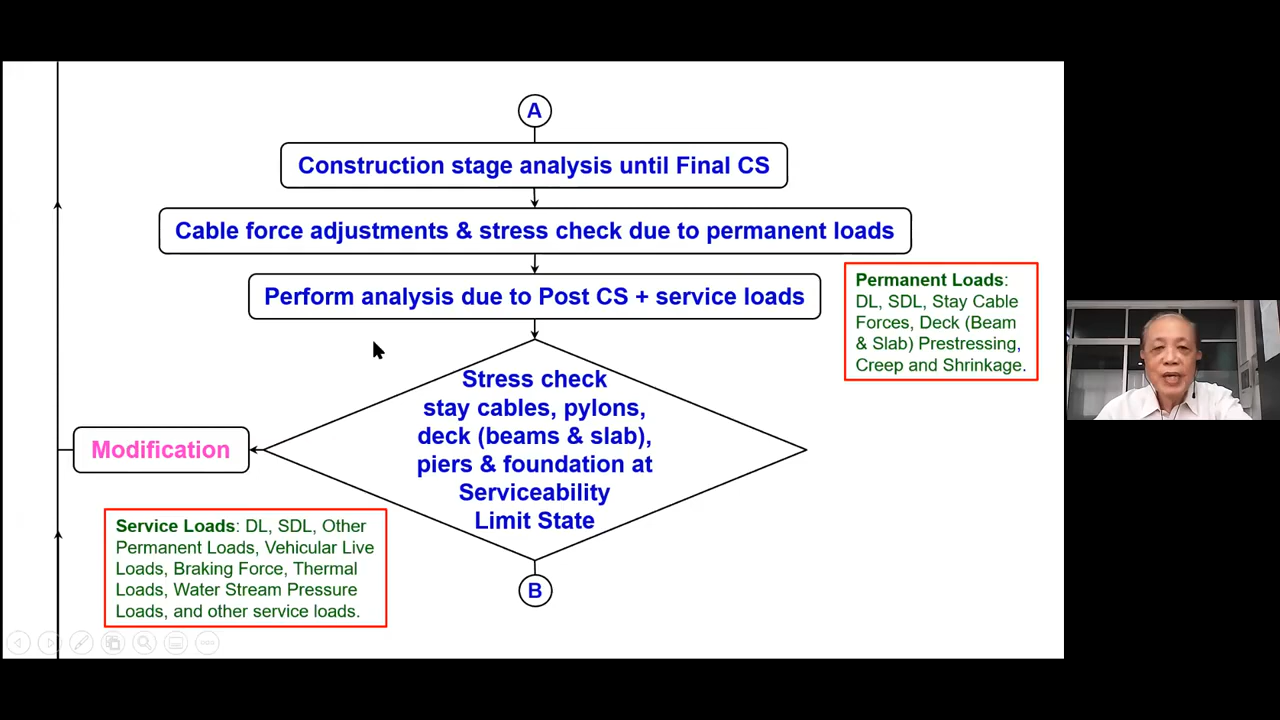 A
Construction stage analysis until Final CS
Cable force adjustments & stress check due to permanent loads
Perform analysis due to Post CS + service loads
Permanent Loads:
DL, SDL, Stay Cable
Forces, Deck (Beam
& Slab) Prestressing,
Creep and Shrinkage.
Stress check
stay cables, pylons,
deck (beams & slab),
piers & foundation at
Serviceability
Limit State
Modification
Service Loads: DL, SDL, Other
Permanent Loads, Vehicular Live
Loads, Braking Force, Thermal
Loads, Water Stream Pressure
Loads, and other service loads.
B